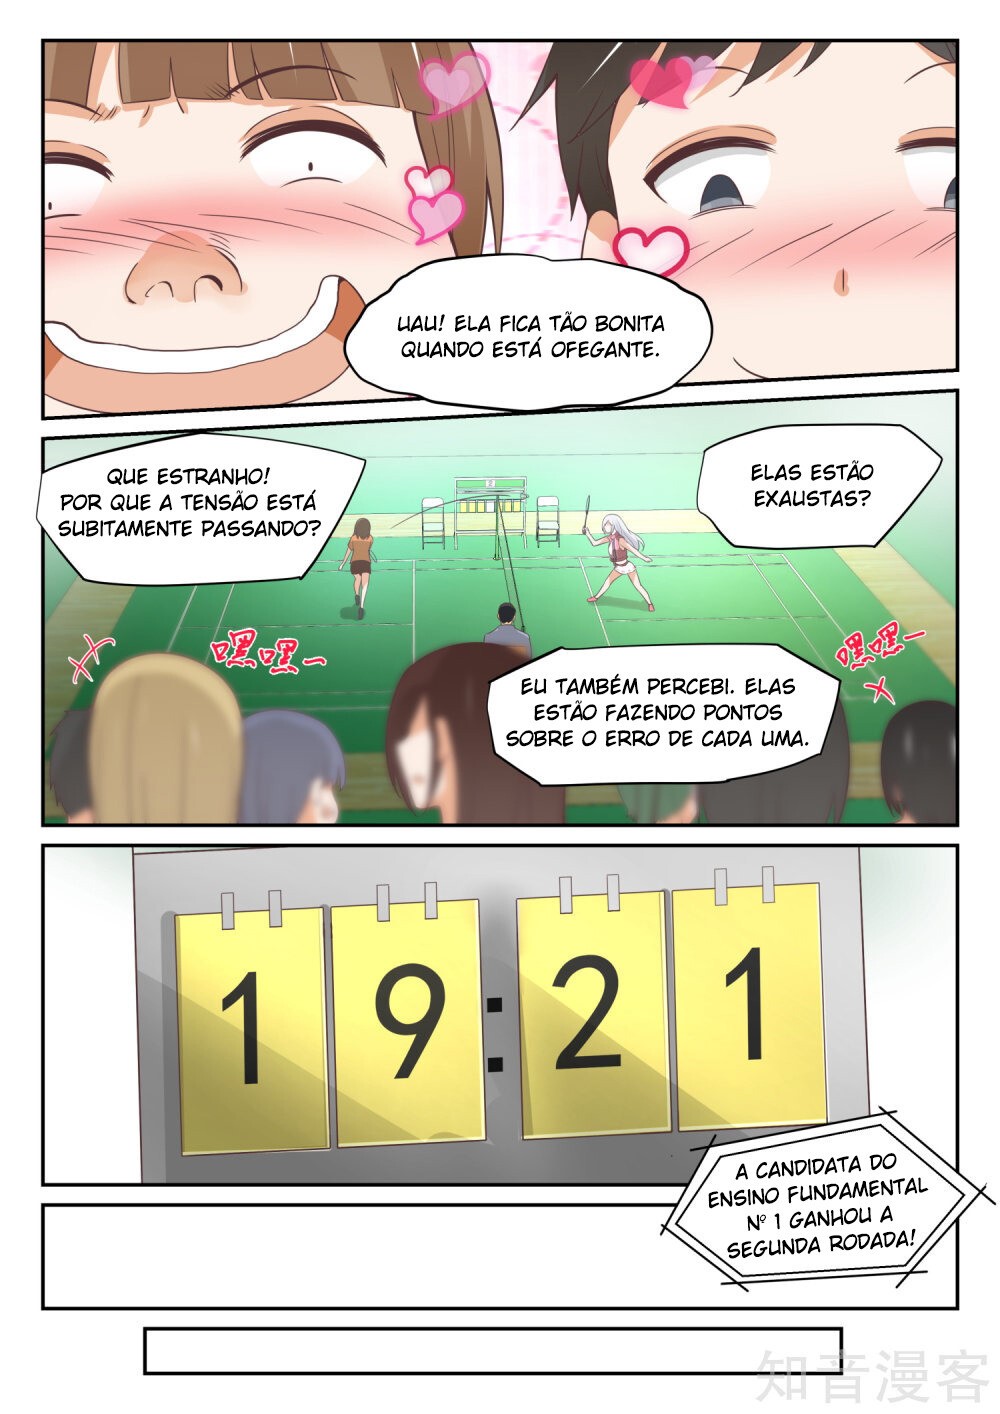 UAU! ELA FICA TÃO BONITA
QUANDO ESTÁ OFEGANTE.
QUE ESTRANHO!
POR QUE A TENSÃO ESTÁ
SUBITAMENTE PASSANDO?
ELAS ESTÃO
EXAUSTAS?
嘿嘿~
嘿嘿~
EU TAMBÉM PERCEBI. ELAS
ESTÃO FAZENDO PONTOS
SOBRE O ERRO DE CADA UMA.
19:21
A CANDIDATA DO
ENSINO FUNDAMENTAL
Nº 1 GANHOU A
SEGUNDA RODADA!
知音漫客